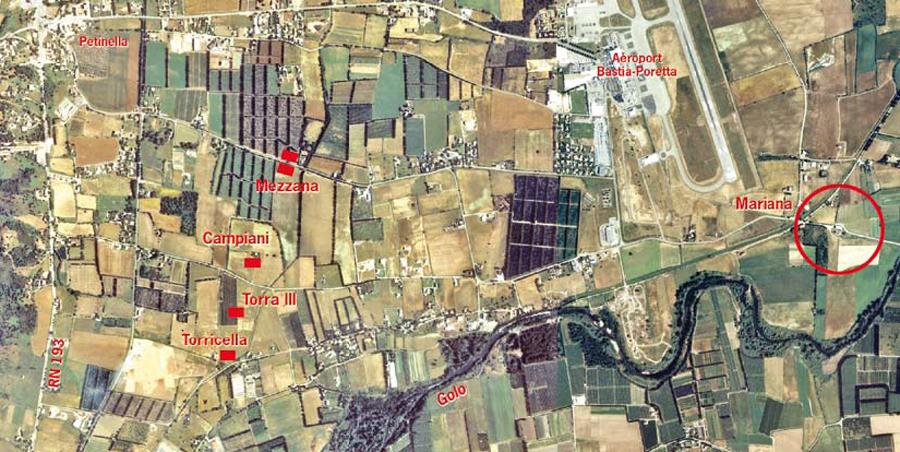 Petinella
Aéroport
Bastia-Poretta
Mezzana
Mariana
Campiani
Torra III
Torricella
RN 193
Golo